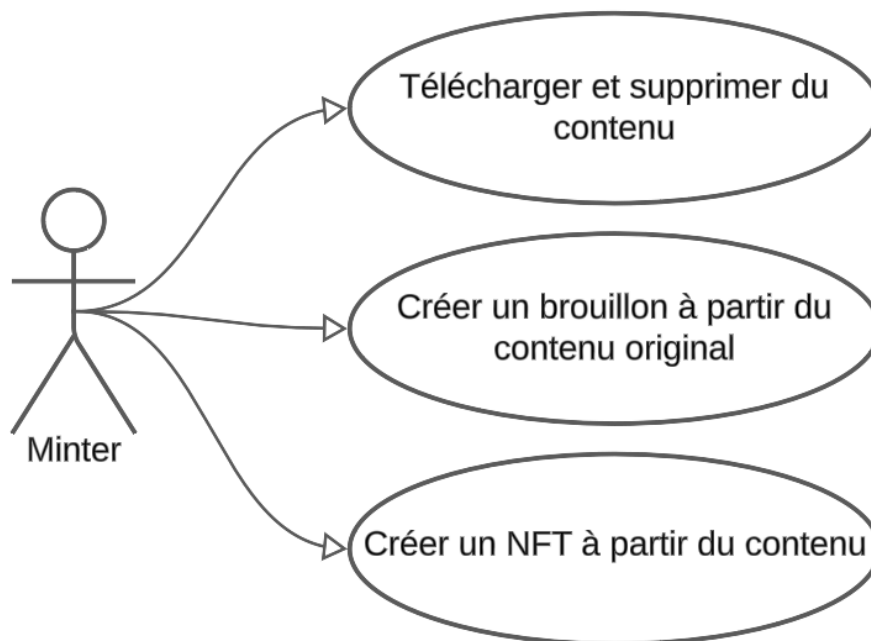 Télécharger et supprimer du
contenu
Créer un brouillon à partir du
contenu original
Minter
Créer un NFT à partir du contenu